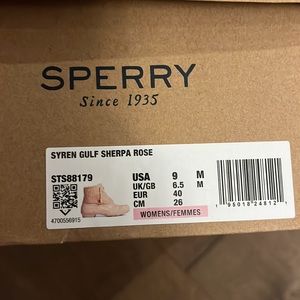 SPERRY
Since 1935
SYREN GULF SHERPA ROSE
STS88179
USA 9 M
UK/GB 6.5 M
EUR 40
CM 26
WOMENS/FEMMES
4700556915
195018248121